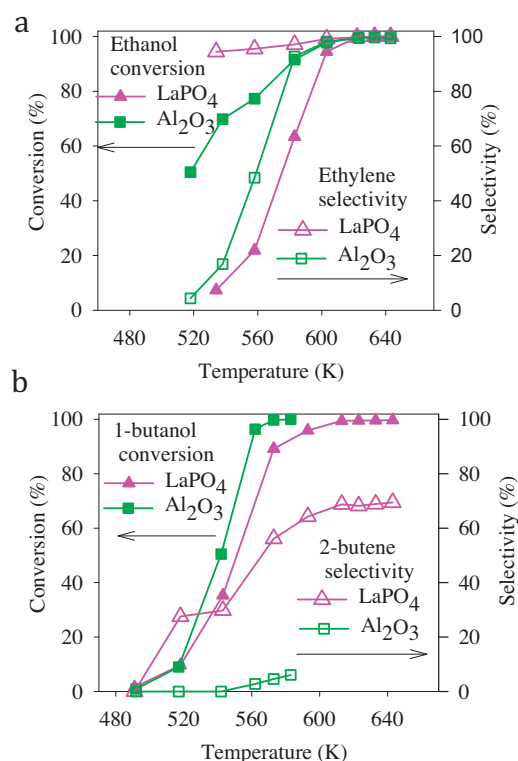 a
100
80
60
40
20
0
Conversion (%)
Ethanol
conversion
LaPO4
Al2O3
Ethylene
selectivity
LaPO4
Al2O3
100
80
60
40
20
0
Selectivity (%)
480 520 560 600 640
Temperature (K)
b
100
80
60
40
20
0
Conversion (%)
1-butanol
conversion
LaPO4
Al2O3
2-butene
selectivity
LaPO4
Al2O3
100
80
60
40
20
0
Selectivity (%)
480 520 560 600 640
Temperature (K)